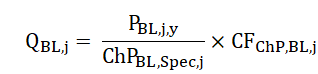 Q_BL,j = P_BL,j,y / ChP_BL,Spec,j × CF_ChP,BL,j